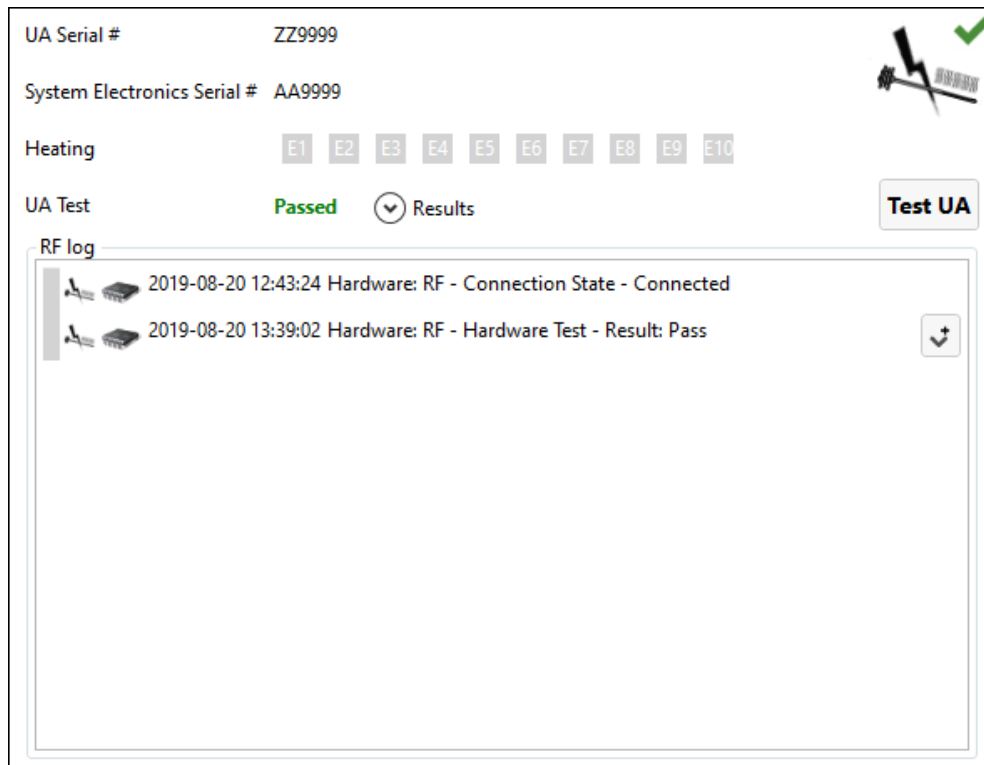 UA Serial # ZZ9999
System Electronics Serial # AA9999
Heating E1 E2 E3 E4 E5 E6 E7 E8 E9 E10
UA Test Passed Results Test UA
RF log
2019-08-20 12:43:24 Hardware: RF - Connection State - Connected
2019-08-20 13:39:02 Hardware: RF - Hardware Test - Result: Pass